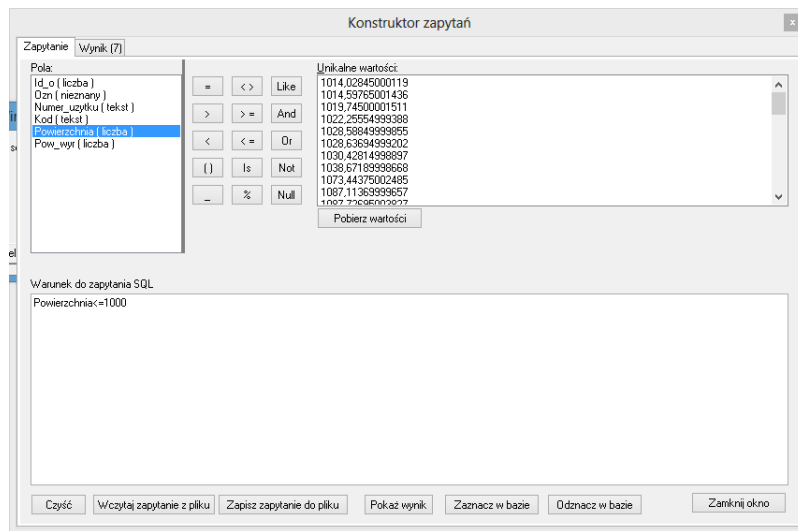 Konstruktor zapytań
x
Zapytanie Wynik (7)
Pola:
Id_o ( liczba )
Ozn ( nieznany )
Numer_uzytku ( tekst )
Kod ( tekst )
Powierzchnia ( liczba )
Pow_wyr ( liczba )
= <> Like
> > = And
< < = Or
( ) Is Not
_ % Null
Unikalne wartości:
1014,02845000119
1014,59765001436
1019,74500001511
1022,25554999388
1028,58849999855
1028,63694999202
1030,42814998897
1038,67189998668
1073,44375002485
1087,11369999657
1087,72695003827
Pobierz wartości
Warunek do zapytania SQL
Powierzchnia<=1000
Czyść Wczytaj zapytanie z pliku Zapisz zapytanie do pliku Pokaż wynik Zaznacz w bazie Odznacz w bazie Zamknij okno